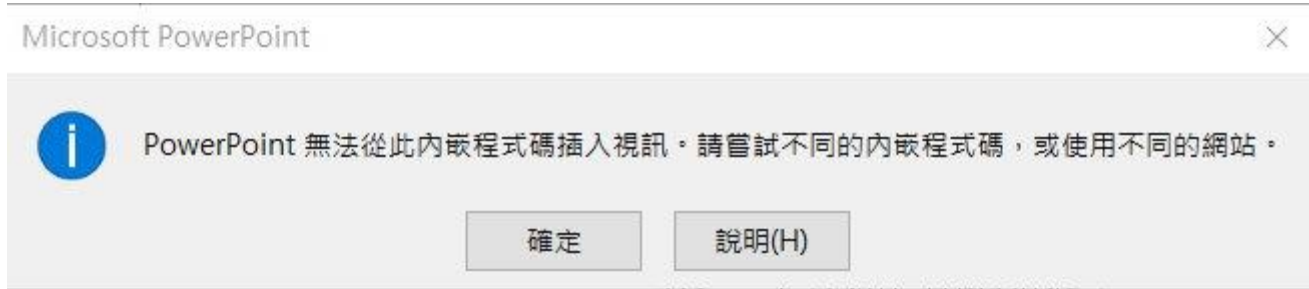 Microsoft PowerPoint
PowerPoint 無法從此內嵌程式碼插入視訊。請嘗試不同的內嵌程式碼，或使用不同的網站。
確定
說明(H)